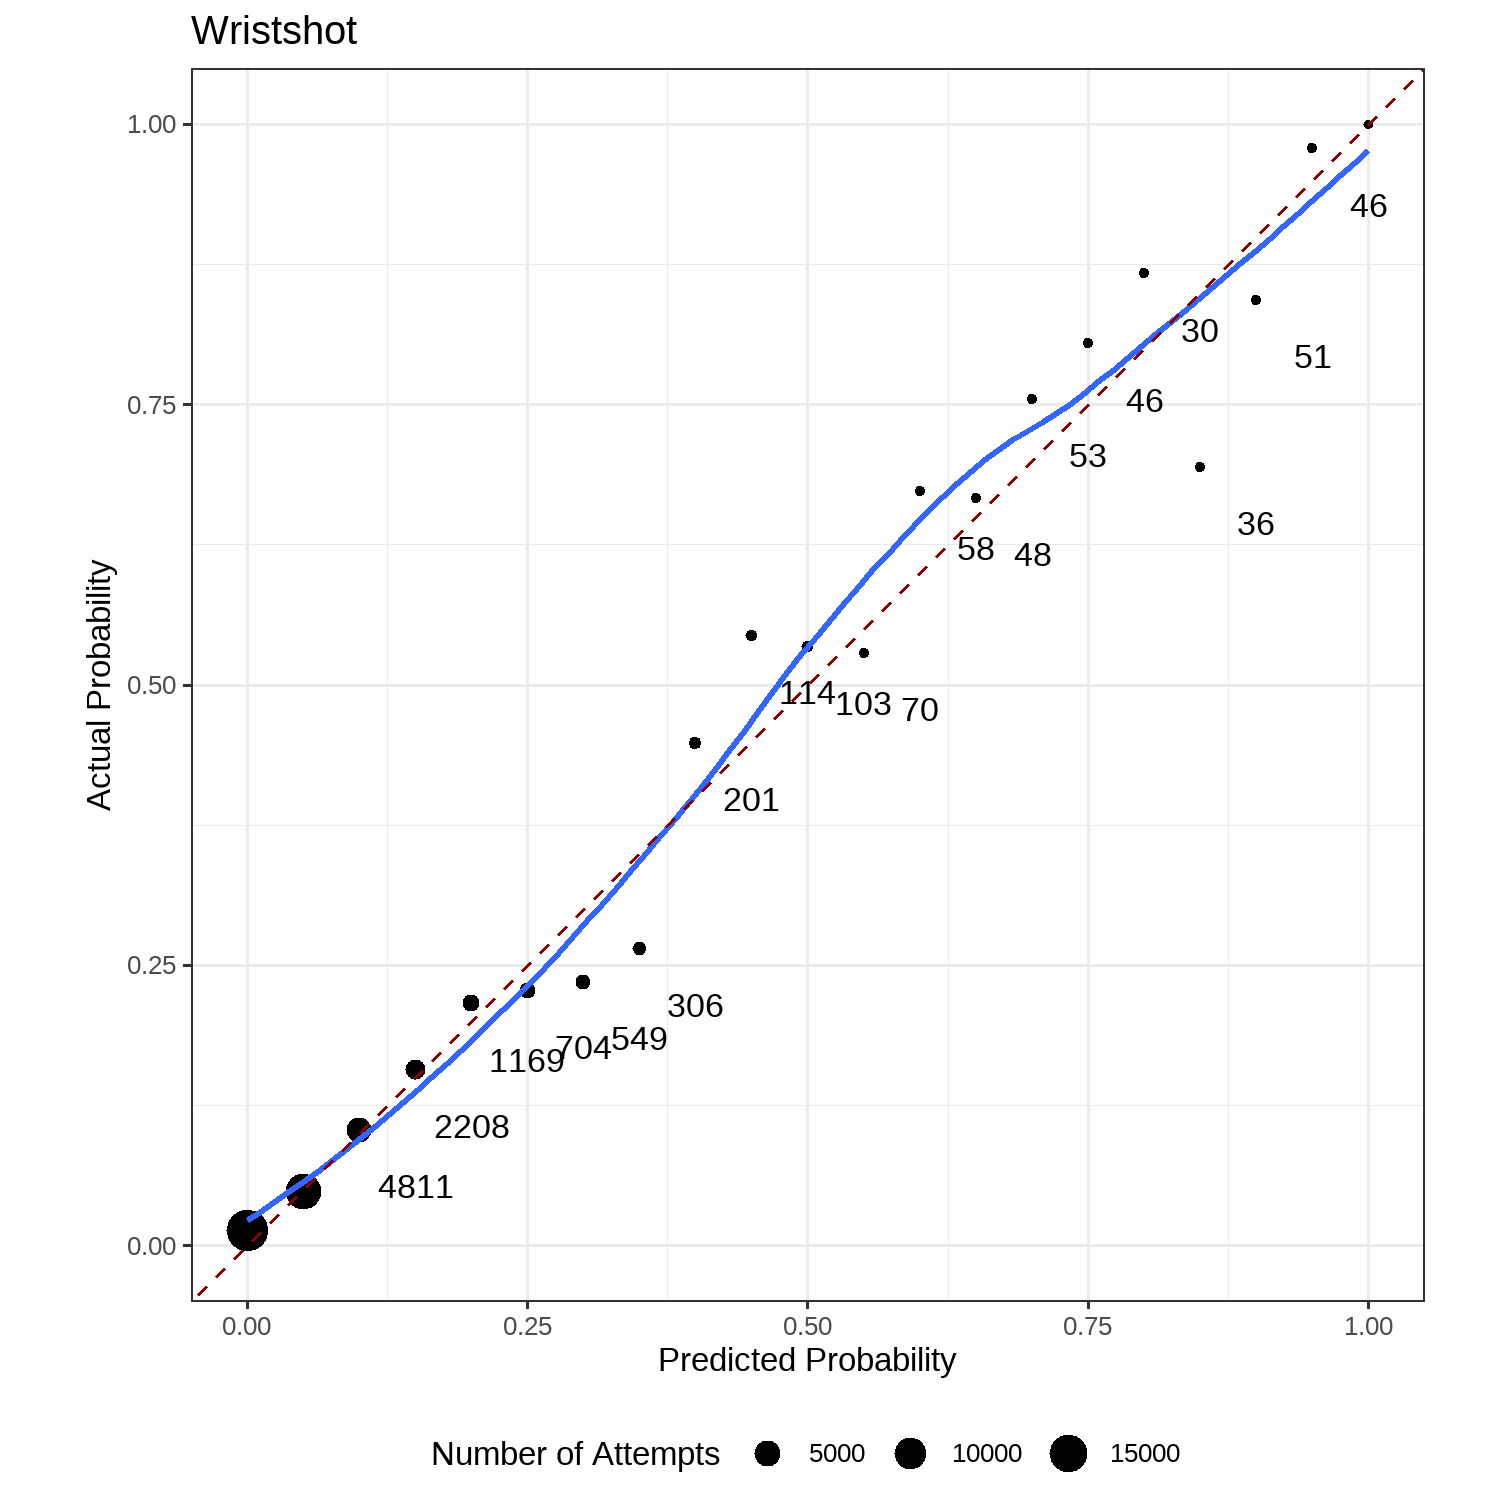 Wristshot
1.00
46
30
51
0.75
46
53
36
58 48
Actual Probability
0.50
114 103 70
201
0.25
306
1169 704 549
2208
4811
0.00
0.00 0.25 0.50 0.75 1.00
Predicted Probability
Number of Attempts 5000 10000 15000